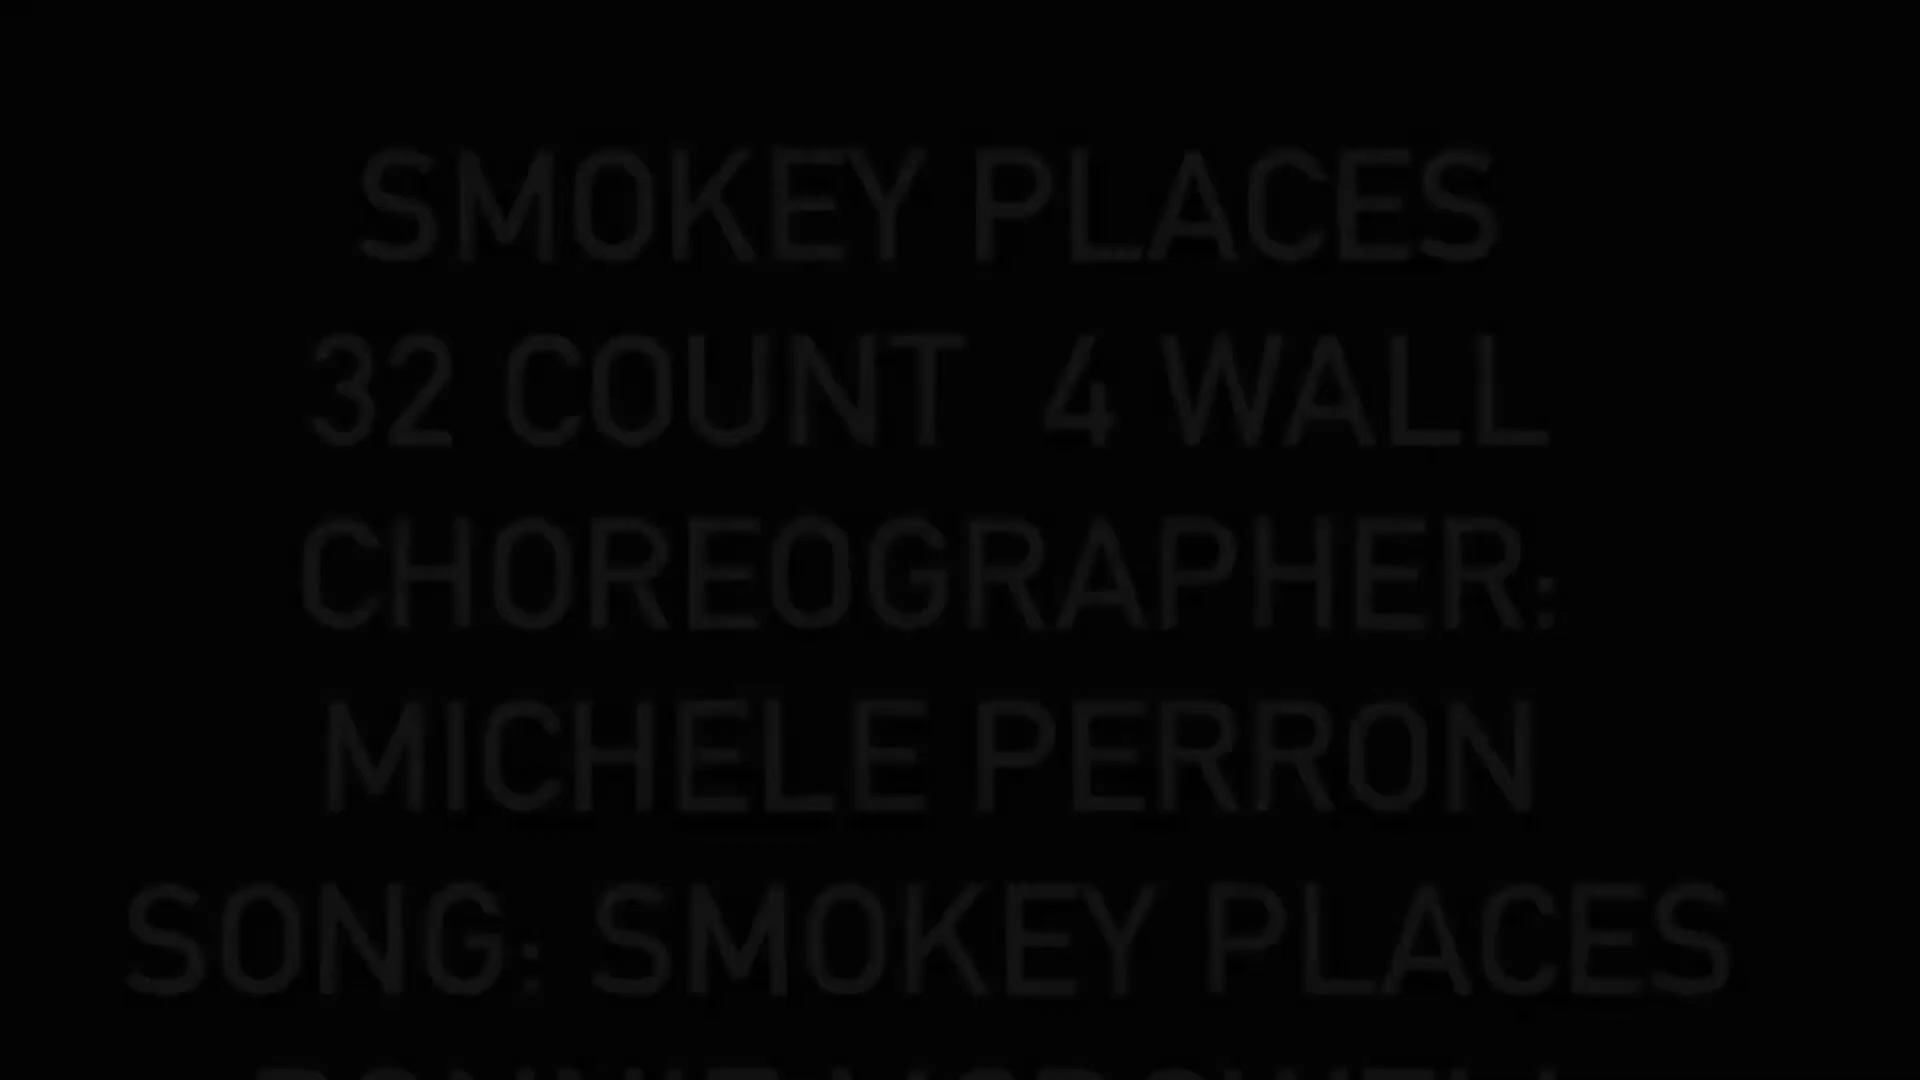 SMOKEY PLACES
32 COUNT  4 WALL
CHOREOGRAPHER:
MICHELE PERRON
SONG: SMOKEY PLACES